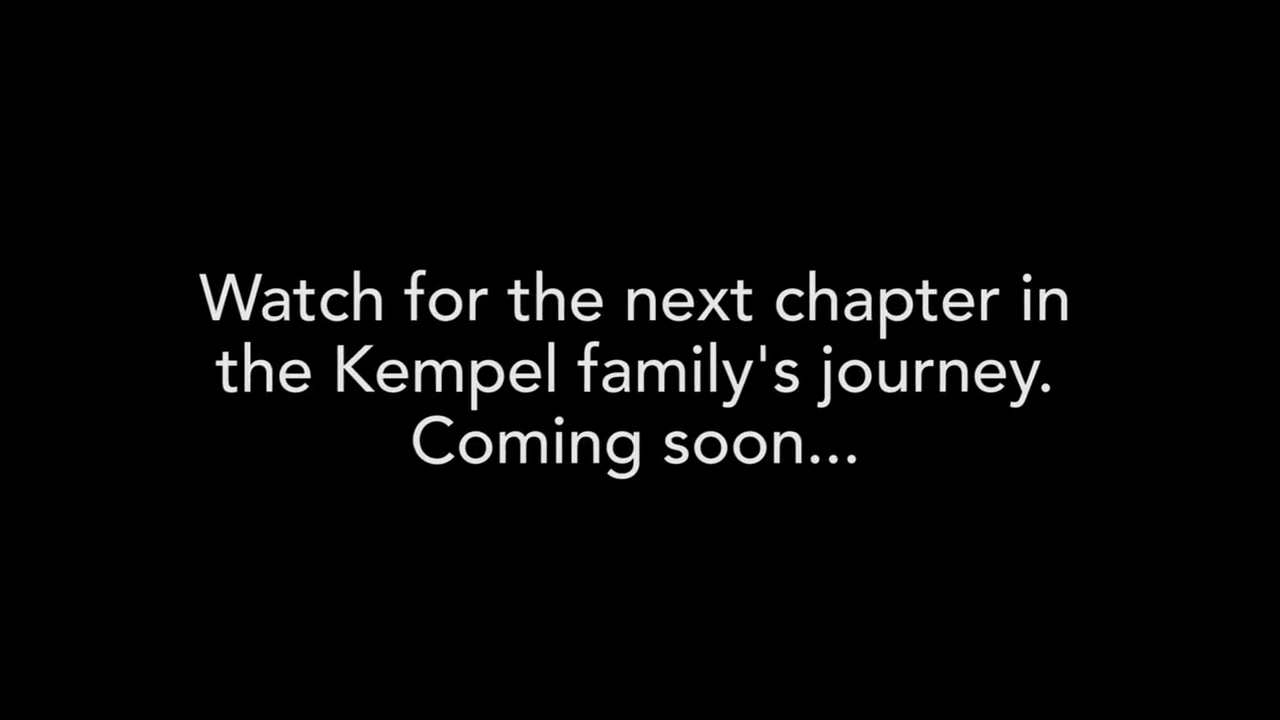 Watch for the next chapter in
the Kempel family's journey.
Coming soon...